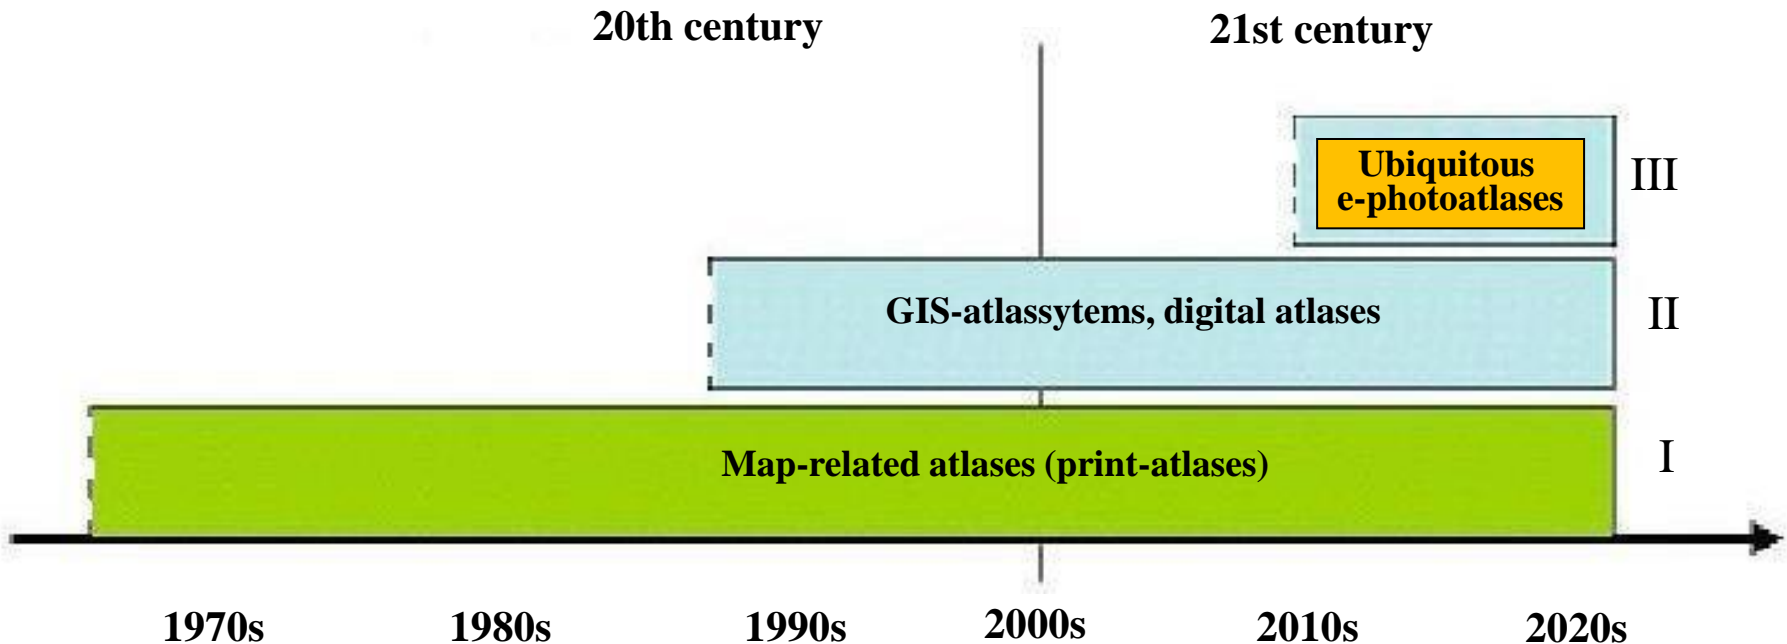 20th century
21st century
Ubiquitous
e-photoatlases
III
GIS-atlassytems, digital atlases
II
Map-related atlases (print-atlases)
I
1970s
1980s
1990s
2000s
2010s
2020s